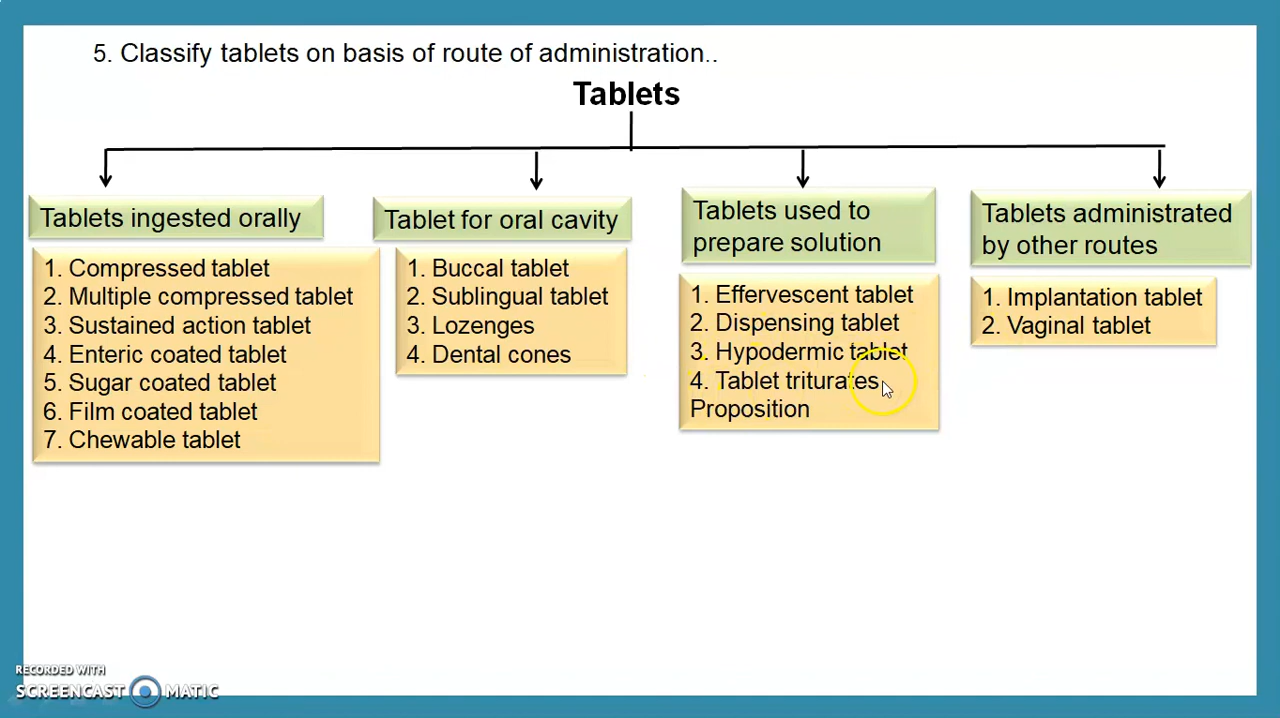 5. Classify tablets on basis of route of administration..
Tablets
Tablets ingested orally
1. Compressed tablet
2. Multiple compressed tablet
3. Sustained action tablet
4. Enteric coated tablet
5. Sugar coated tablet
6. Film coated tablet
7. Chewable tablet
Tablet for oral cavity
1. Buccal tablet
2. Sublingual tablet
3. Lozenges
4. Dental cones
Tablets used to
prepare solution
1. Effervescent tablet
2. Dispensing tablet
3. Hypodermic tablet
4. Tablet triturates
Proposition
Tablets administrated
by other routes
1. Implantation tablet
2. Vaginal tablet
RECORDED WITH
SCREENCAST MATIC